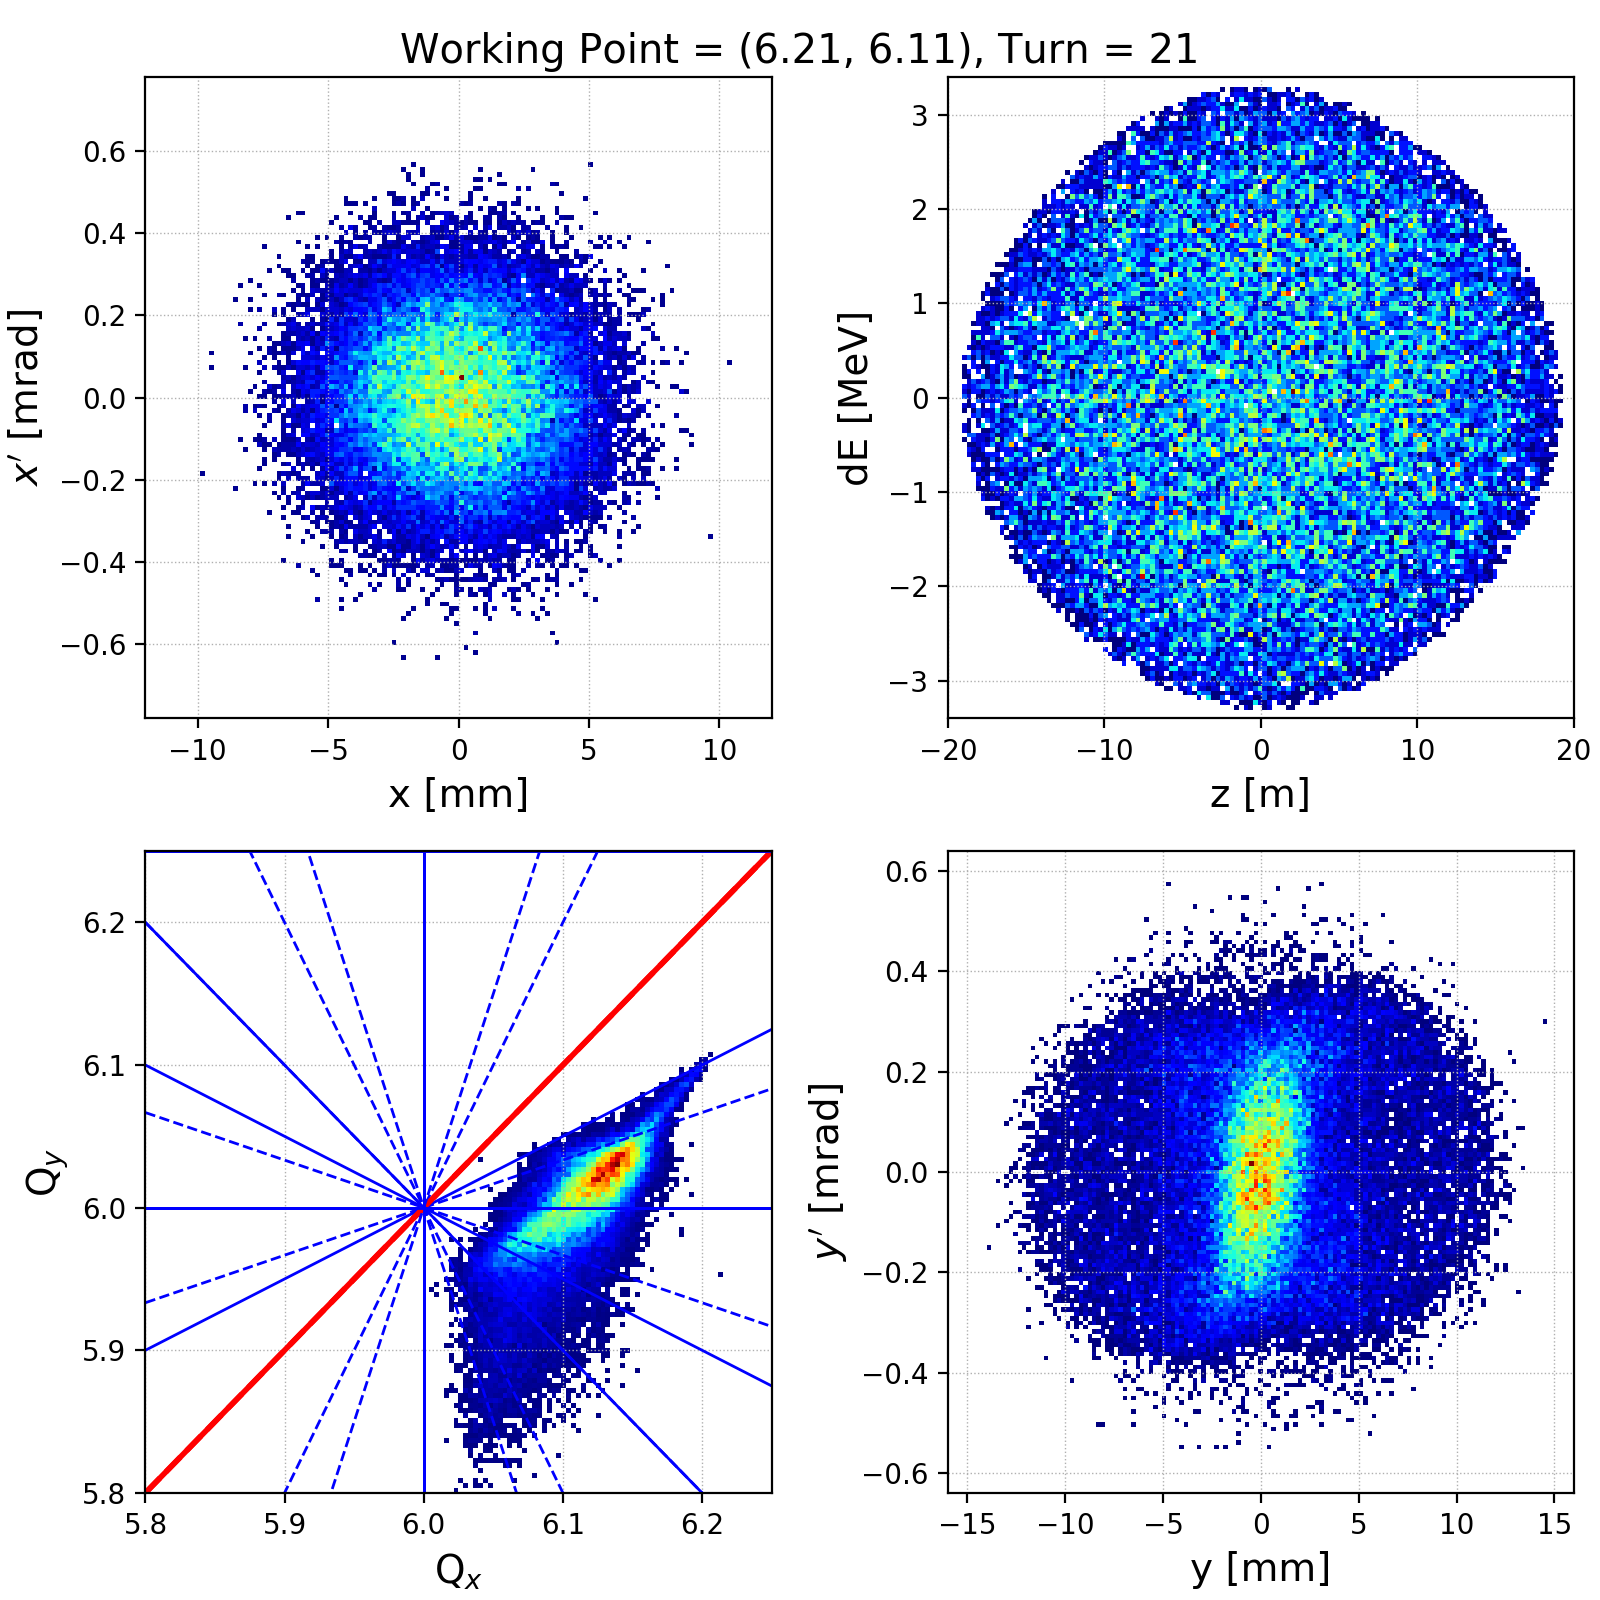 Working Point = (6.21, 6.11), Turn = 21
0.6
0.4
0.2
0.0
−0.2
−0.4
−0.6
x′ [mrad]
−10 −5 0 5 10
x [mm]
3
2
1
0
−1
−2
−3
dE [MeV]
−20 −10 0 10 20
z [m]
6.2
6.1
6.0
5.9
5.8
Qy
5.8 5.9 6.0 6.1 6.2
Qx
0.6
0.4
0.2
0.0
−0.2
−0.4
−0.6
y′ [mrad]
−15 −10 −5 0 5 10 15
y [mm]